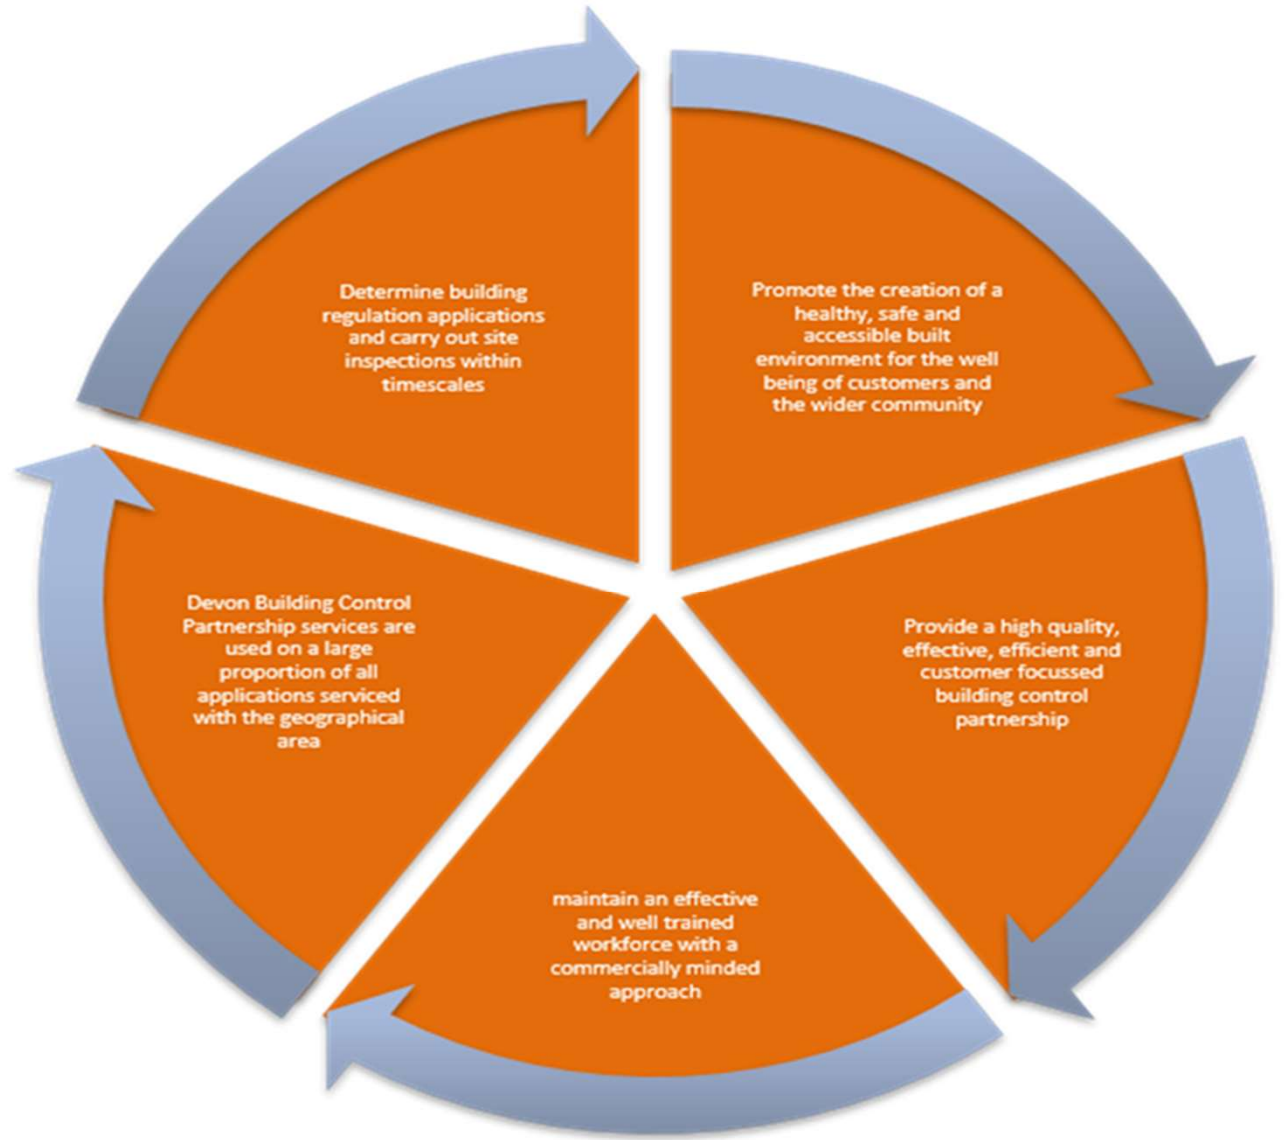 Determine building
regulation applications
and carry out site
inspections within
timescales
Promote the creation of a
healthy, safe and
accessible built
environment for the well
being of customers and
the wider community
Provide a high quality,
effective, efficient and
customer focussed
building control
partnership
maintain an effective
and well trained
workforce with a
commercially minded
approach
Devon Building Control
Partnership services are
used on a large
proportion of all
applications serviced
with the geographical
area